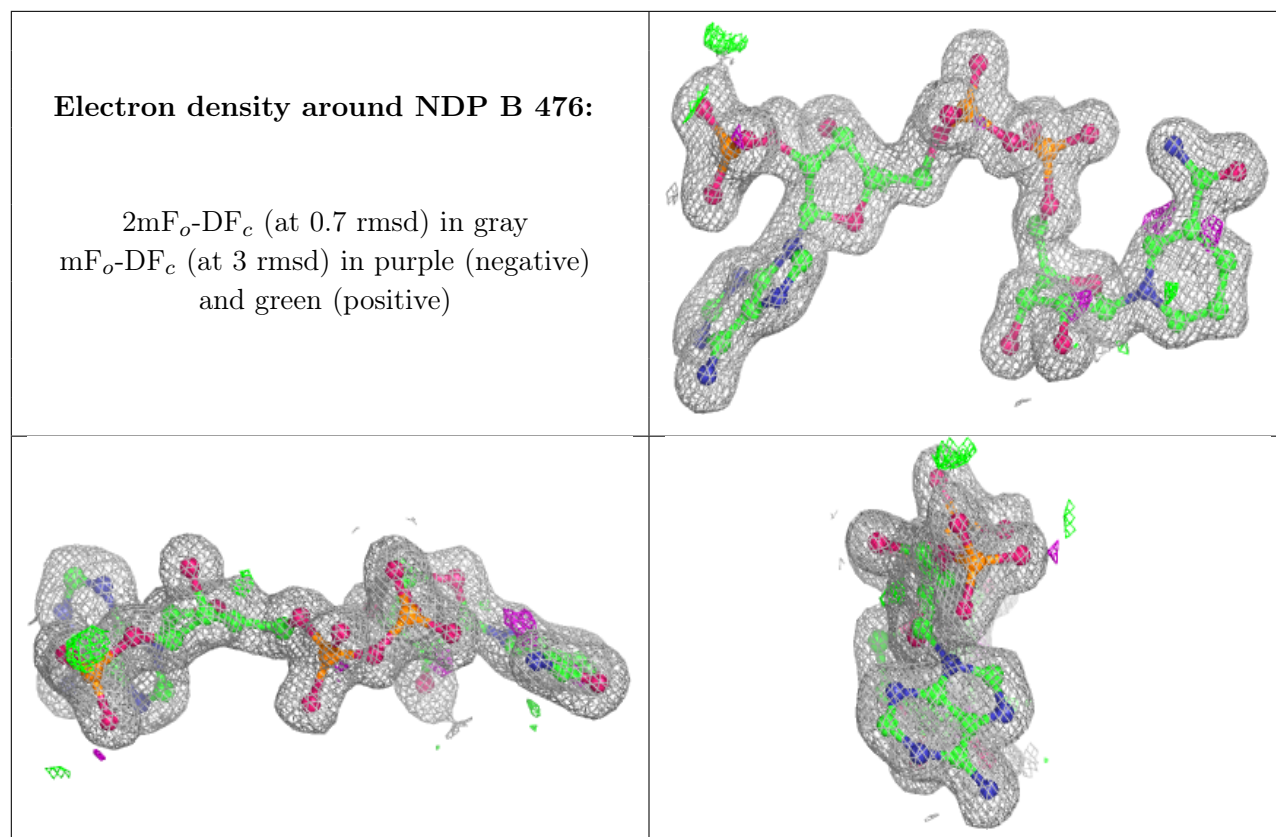 Electron density around NDP B 476:
2mFo-DFc (at 0.7 rmsd) in gray
mFo-DFc (at 3 rmsd) in purple (negative)
and green (positive)